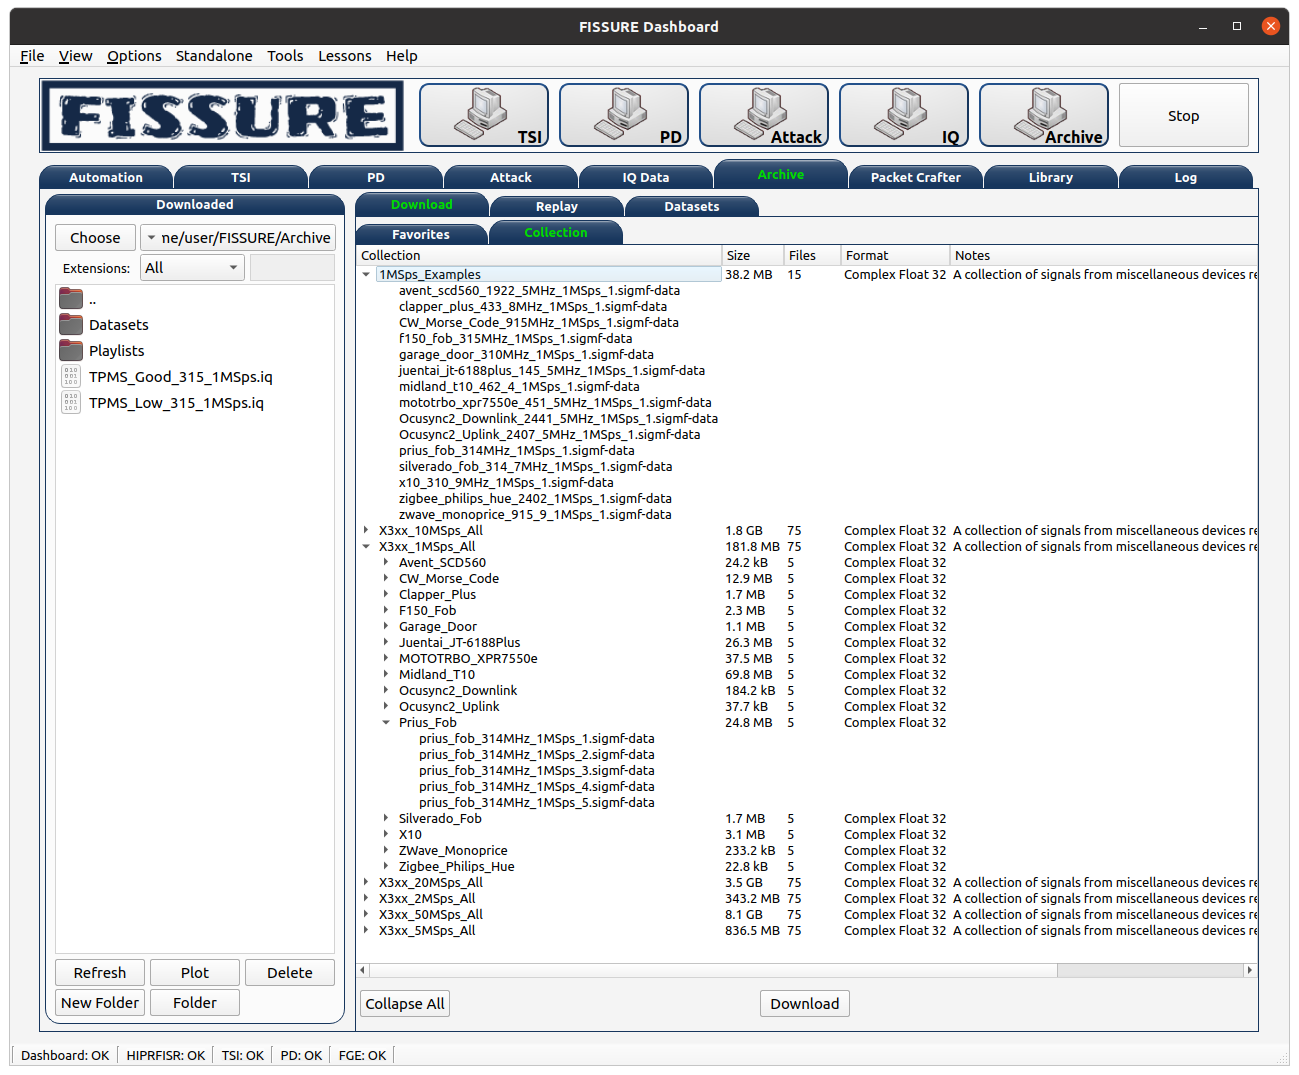 FISSURE Dashboard
File View Options Standalone Tools Lessons Help
FISSURE TSI PD Attack IQ Archive Stop
Automation TSI PD Attack IQ Data Archive Packet Crafter Library Log
Downloaded
Choose ne/user/FISSURE/Archive
Extensions: All
..
Datasets
Playlists
TPMS_Good_315_1MSps.iq
TPMS_Low_315_1MSps.iq
Refresh Plot Delete
New Folder Folder
Download Replay Datasets
Favorites Collection
Collection Size Files Format Notes
1MSps_Examples 38.2 MB 15 Complex Float 32 A collection of signals from miscellaneous devices re
avent_scd560_1922_5MHz_1MSps_1.sigmf-data
clapper_plus_433_8MHz_1MSps_1.sigmf-data
CW_Morse_Code_915MHz_1MSps_1.sigmf-data
f150_fob_315MHz_1MSps_1.sigmf-data
garage_door_310MHz_1MSps_1.sigmf-data
juentai_jt-6188plus_145_5MHz_1MSps_1.sigmf-data
midland_t10_462_4_1MSps_1.sigmf-data
mototrbo_xpr7550e_451_5MHz_1MSps_1.sigmf-data
Ocusync2_Downlink_2441_5MHz_1MSps_1.sigmf-data
Ocusync2_Uplink_2407_5MHz_1MSps_1.sigmf-data
prius_fob_314MHz_1MSps_1.sigmf-data
silverado_fob_314_7MHz_1MSps_1.sigmf-data
x10_310_9MHz_1MSps_1.sigmf-data
zigbee_philips_hue_2402_1MSps_1.sigmf-data
zwave_monoprice_915_9_1MSps_1.sigmf-data
X3xx_10MSps_All 1.8 GB 75 Complex Float 32 A collection of signals from miscellaneous devices re
X3xx_1MSps_All 181.8 MB 75 Complex Float 32 A collection of signals from miscellaneous devices re
Avent_SCD560 24.2 kB 5 Complex Float 32
CW_Morse_Code 12.9 MB 5 Complex Float 32
Clapper_Plus 1.7 MB 5 Complex Float 32
F150_Fob 2.3 MB 5 Complex Float 32
Garage_Door 1.1 MB 5 Complex Float 32
Juentai_JT-6188Plus 26.3 MB 5 Complex Float 32
MOTOTRBO_XPR7550e 37.5 MB 5 Complex Float 32
Midland_T10 69.8 MB 5 Complex Float 32
Ocusync2_Downlink 184.2 kB 5 Complex Float 32
Ocusync2_Uplink 37.7 kB 5 Complex Float 32
Prius_Fob 24.8 MB 5 Complex Float 32
prius_fob_314MHz_1MSps_1.sigmf-data
prius_fob_314MHz_1MSps_2.sigmf-data
prius_fob_314MHz_1MSps_3.sigmf-data
prius_fob_314MHz_1MSps_4.sigmf-data
prius_fob_314MHz_1MSps_5.sigmf-data
Silverado_Fob 1.7 MB 5 Complex Float 32
X10 3.1 MB 5 Complex Float 32
ZWave_Monoprice 233.2 kB 5 Complex Float 32
Zigbee_Philips_Hue 22.8 kB 5 Complex Float 32
X3xx_20MSps_All 3.5 GB 75 Complex Float 32 A collection of signals from miscellaneous devices re
X3xx_2MSps_All 343.2 MB 75 Complex Float 32 A collection of signals from miscellaneous devices re
X3xx_50MSps_All 8.1 GB 75 Complex Float 32 A collection of signals from miscellaneous devices re
X3xx_5MSps_All 836.5 MB 75 Complex Float 32 A collection of signals from miscellaneous devices re
Collapse All Download
Dashboard: OK HIPRFISR: OK TSI: OK PD: OK FGE: OK